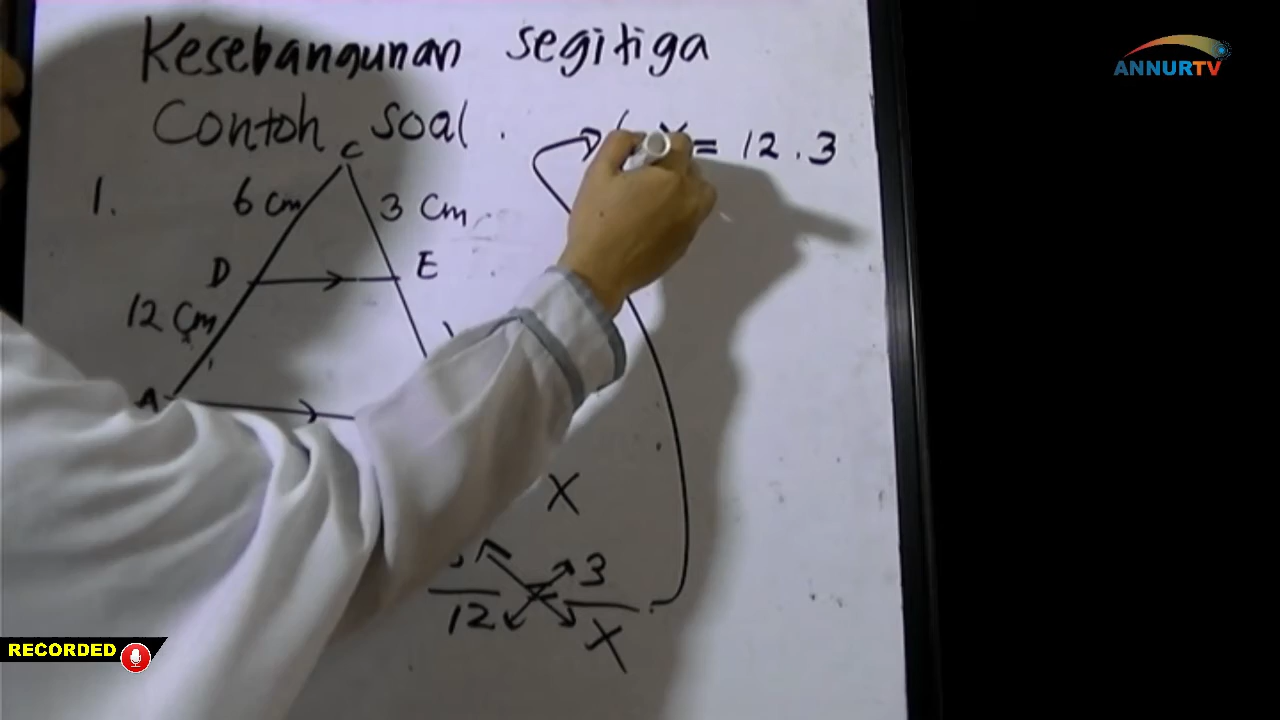 ANNURTV
Kesebangunan segitiga
Contoh soal.
= 12.3
1.
C
6 Cm
3 Cm
D
E
12 Cm
A
X
3
12
X
RECORDED